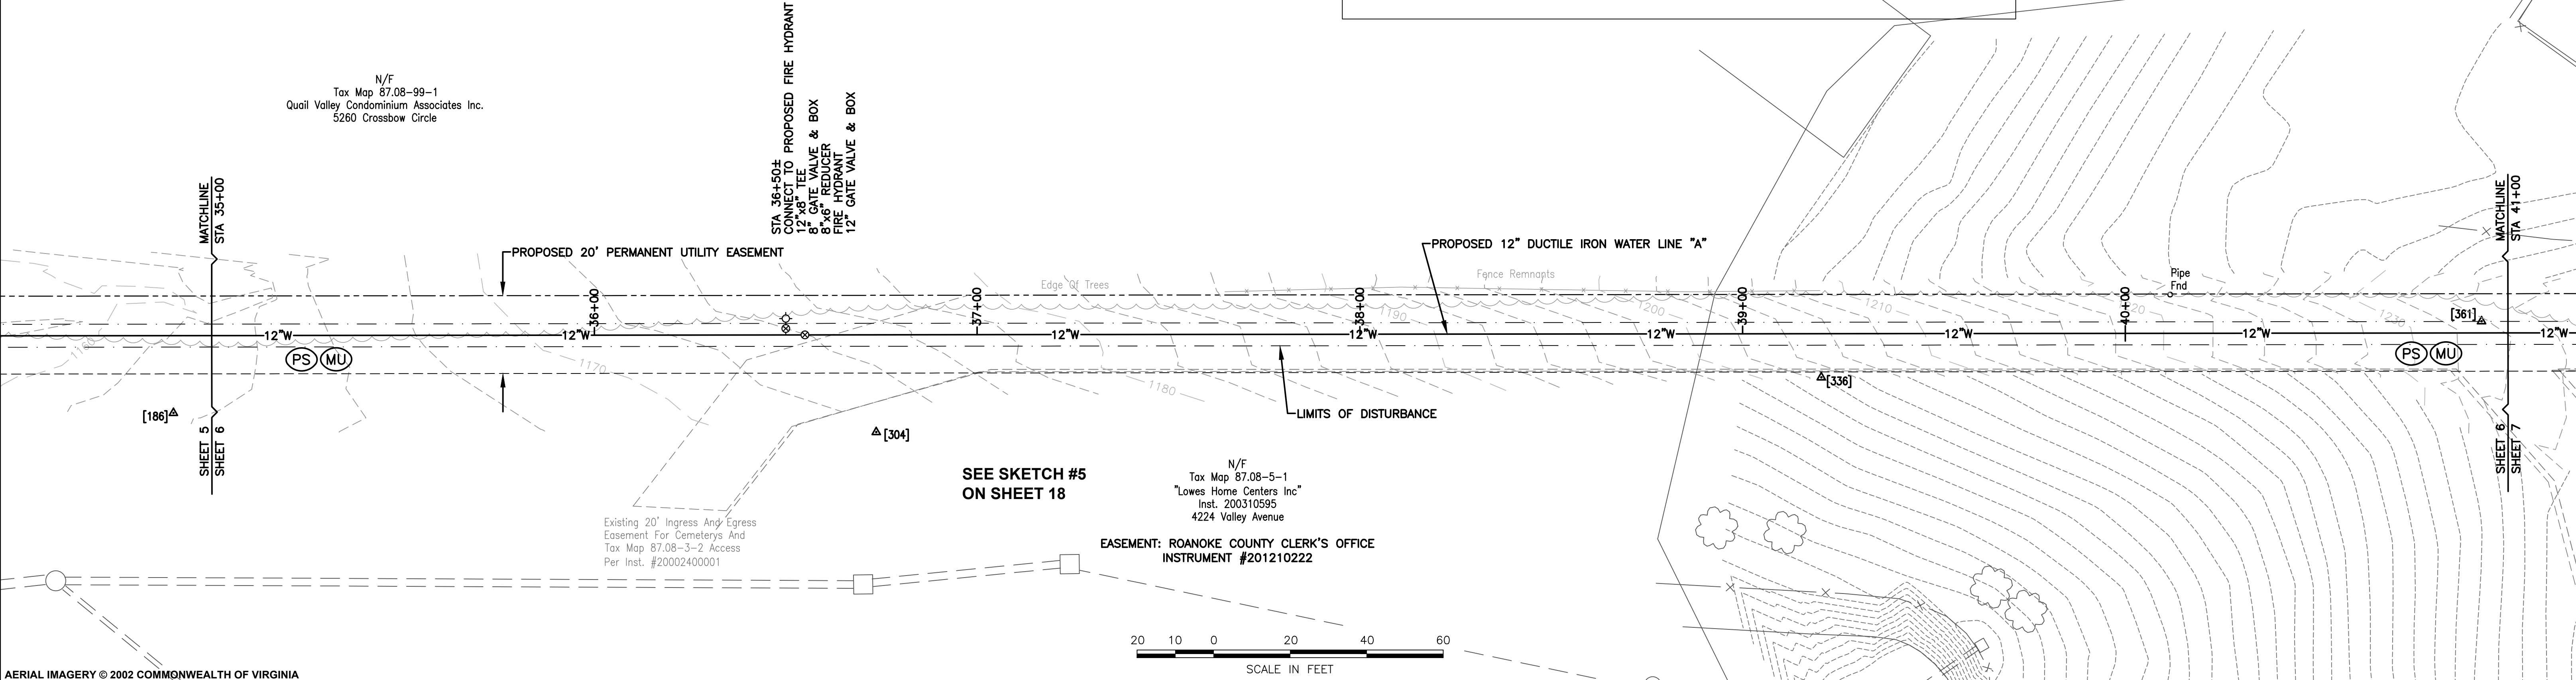 N/F
Tax Map 87.08-99-1
Quail Valley Condominium Associates Inc.
5260 Crossbow Circle
STA 36+50±
CONNECT TO PROPOSED FIRE HYDRANT
12"x8" TEE
8" GATE VALVE & BOX
8"x6" REDUCER
FIRE HYDRANT
12" GATE VALVE & BOX
MATCHLINE
STA 35+00
MATCHLINE
STA 41+00
PROPOSED 20' PERMANENT UTILITY EASEMENT
PROPOSED 12" DUCTILE IRON WATER LINE "A"
Fence Remnants
Edge Of Trees
Pipe
Fnd
36+00
37+00
38+00
39+00
40+00
1190
1200
1210
1230
[361]
12"W
12"W
12"W
12"W
12"W
12"W
12"W
12"W
PS
MU
PS
MU
1170
1180
[336]
[186]
[304]
LIMITS OF DISTURBANCE
SHEET 5
SHEET 6
SHEET 6
SHEET 7
SEE SKETCH #5
ON SHEET 18
N/F
Tax Map 87.08-5-1
"Lowes Home Centers Inc"
Inst. 200310595
4224 Valley Avenue
Existing 20' Ingress And Egress
Easement For Cemeterys And
Tax Map 87.08-3-2 Access
Per Inst. #20002400001
EASEMENT: ROANOKE COUNTY CLERK'S OFFICE
INSTRUMENT #201210222
20 10 0 20 40 60
SCALE IN FEET
AERIAL IMAGERY © 2002 COMMONWEALTH OF VIRGINIA